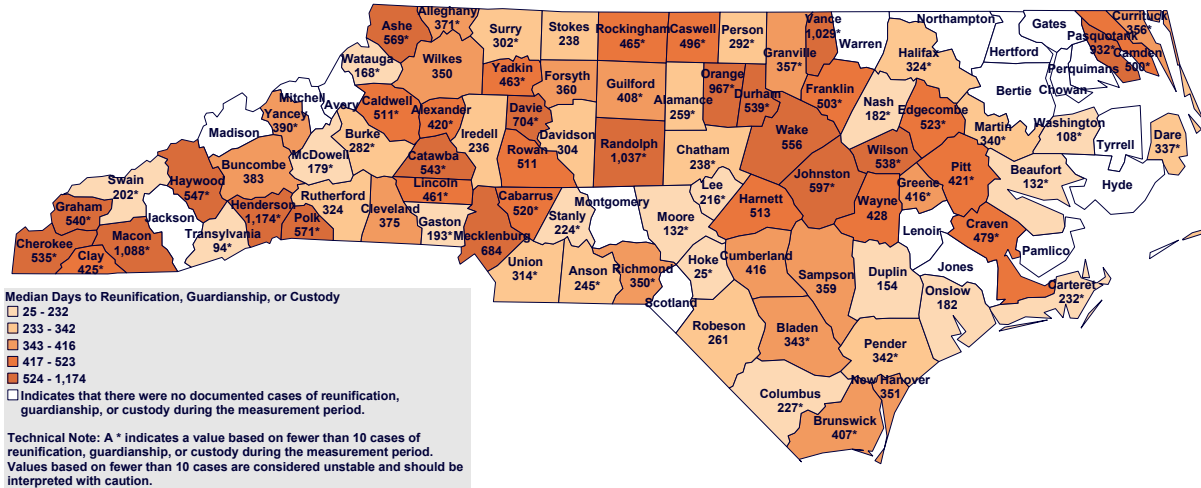 Alleghany
371*
Ashe
569*
Surry
302*
Stokes
238
Rockingham
465*
Caswell
496*
Person
292*
Vance
1,029*
Granville
357*
Warren
Northampton
Gates
Currituck
356*
Pasquotank
932*
Camden
500*
Hertford
Perquimans
Chowan
Bertie
Halifax
324*
Watauga
168*
Wilkes
350
Yadkin
463*
Forsyth
360
Guilford
408*
Alamance
259*
Orange
967*
Durham
539*
Franklin
503*
Nash
182*
Edgecombe
523*
Martin
340*
Washington
108*
Tyrrell
Dare
337*
Mitchell
Avery
Yancey
390*
Madison
Caldwell
511*
Alexander
420*
Iredell
236
Davie
704*
Davidson
304
Randolph
1,037*
Chatham
238*
Wake
556
Wilson
538*
Pitt
421*
Beaufort
132*
Hyde
Burke
282*
McDowell
179*
Buncombe
383
Haywood
547*
Swain
202*
Catawba
543*
Rowan
511
Lincoln
461*
Johnston
597*
Greene
416*
Rutherford
324
Cleveland
375
Gaston
193*
Cabarrus
520*
Stanly
224*
Montgomery
Moore
132*
Lee
216*
Harnett
513
Wayne
428
Lenoir
Craven
479*
Pamlico
Graham
540*
Jackson
Henderson
1,174*
Polk
571*
Transylvania
94*
Mecklenburg
684
Cherokee
535*
Clay
425*
Macon
1,088*
Union
314*
Anson
245*
Richmond
350*
Hoke
25*
Cumberland
416
Sampson
359
Duplin
154
Jones
Onslow
182
Carteret
232*
Scotland
Robeson
261
Bladen
343*
Pender
342*
Columbus
227*
New Hanover
351
Brunswick
407*
Median Days to Reunification, Guardianship, or Custody
25 - 232
233 - 342
343 - 416
417 - 523
524 - 1,174
Indicates that there were no documented cases of reunification,
guardianship, or custody during the measurement period.
Technical Note: A * indicates a value based on fewer than 10 cases of
reunification, guardianship, or custody during the measurement period.
Values based on fewer than 10 cases are considered unstable and should be
interpreted with caution.